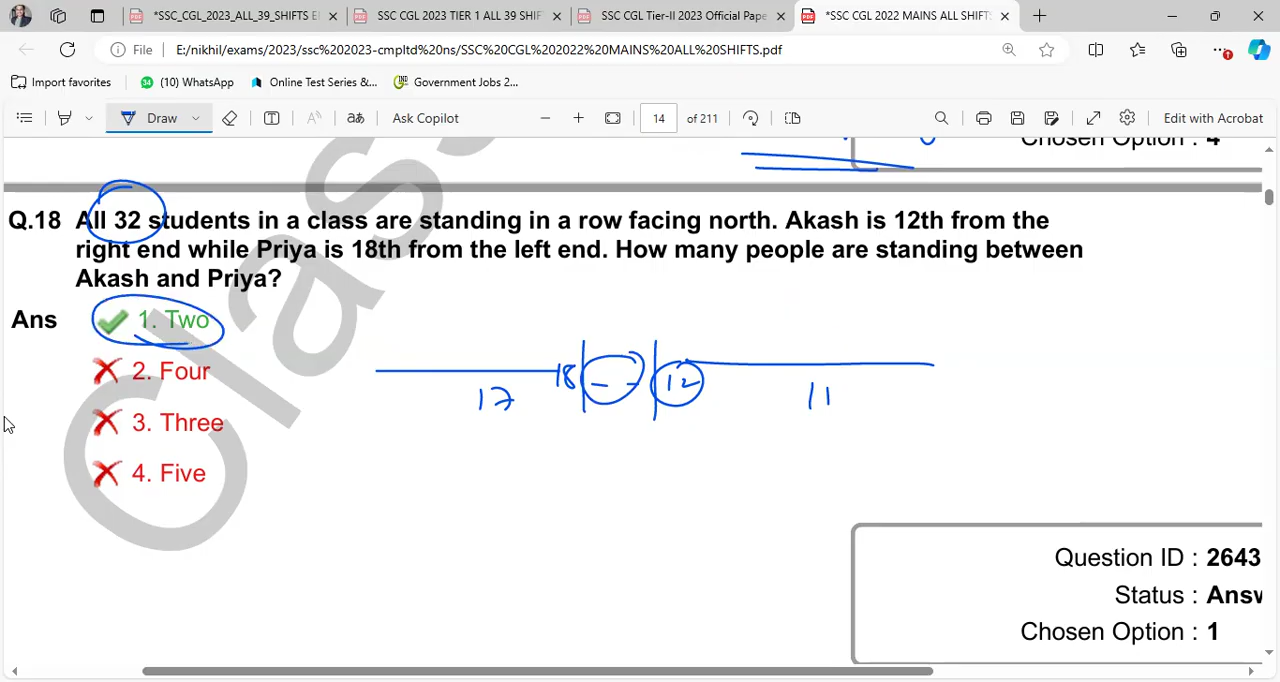 *SSC_CGL_2023_ALL_39_SHIFTS E
SSC CGL 2023 TIER 1 ALL 39 SHIF
SSC CGL Tier-II 2023 Official Pape
*SSC CGL 2022 MAINS ALL SHIFTS
File
E:/nikhil/exams/2023/ssc%202023-cmpltd%20ns/SSC%20CGL%202022%20MAINS%20ALL%20SHIFTS.pdf
Import favorites
(10) WhatsApp
Online Test Series &...
Government Jobs 2...
Draw
Ask Copilot
14 of 211
Edit with Acrobat
Chosen Option : 4
Q.18 All 32 students in a class are standing in a row facing north. Akash is 12th from the
right end while Priya is 18th from the left end. How many people are standing between
Akash and Priya?
Ans 1. Two
2. Four
3. Three
4. Five
18 12
17 11
Class
Question ID : 2643
Status : Answ
Chosen Option : 1